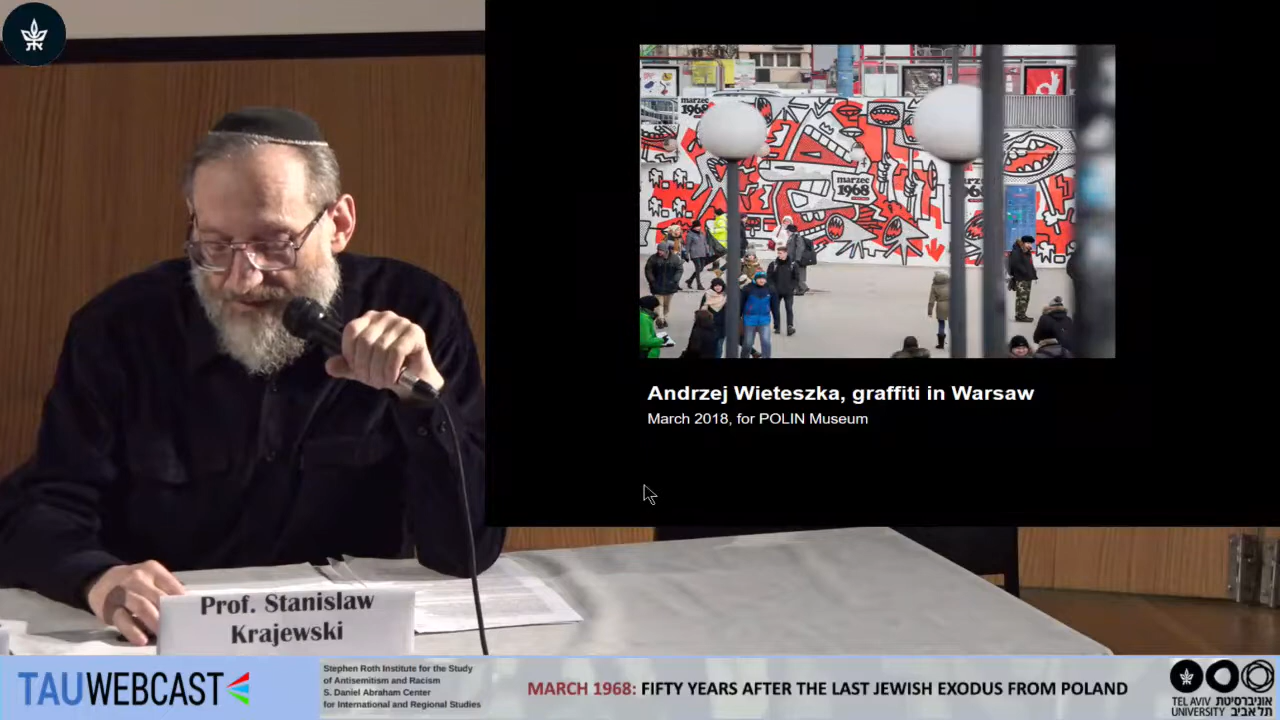 marzec
1968
marzec
1968
Andrzej Wieteszka, graffiti in Warsaw
March 2018, for POLIN Museum
Prof. Stanislaw
Krajewski
TAUWEBCAST
Stephen Roth Institute for the Study
of Antisemitism and Racism
S. Daniel Abraham Center
for International and Regional Studies
MARCH 1968: FIFTY YEARS AFTER THE LAST JEWISH EXODUS FROM POLAND
TEL AVIV אוניברסיטת
UNIVERSITY תל אביב